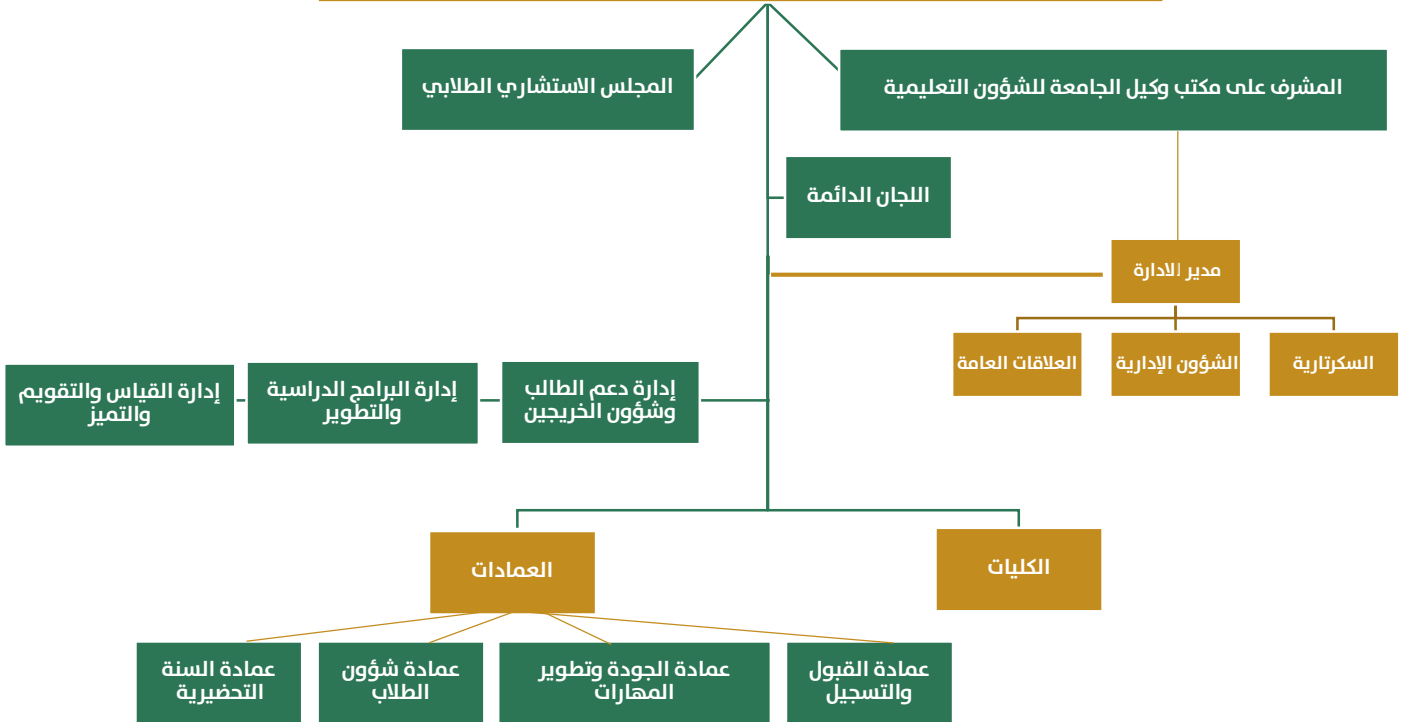 المشرف على مكتب وكيل الجامعة للشؤون التعليمية
المجلس الاستشاري الطلابي
اللجان الدائمة
مدير الادارة
السكرتارية
الشؤون الإدارية
العلاقات العامة
إدارة دعم الطالب
وشؤون الخريجين
إدارة البرامج الدراسية
والتطوير
إدارة القياس والتقويم
والتميز
الكليات
العمادات
عمادة القبول
والتسجيل
عمادة الجودة وتطوير
المهارات
عمادة شؤون
الطلاب
عمادة السنة
التحضيرية